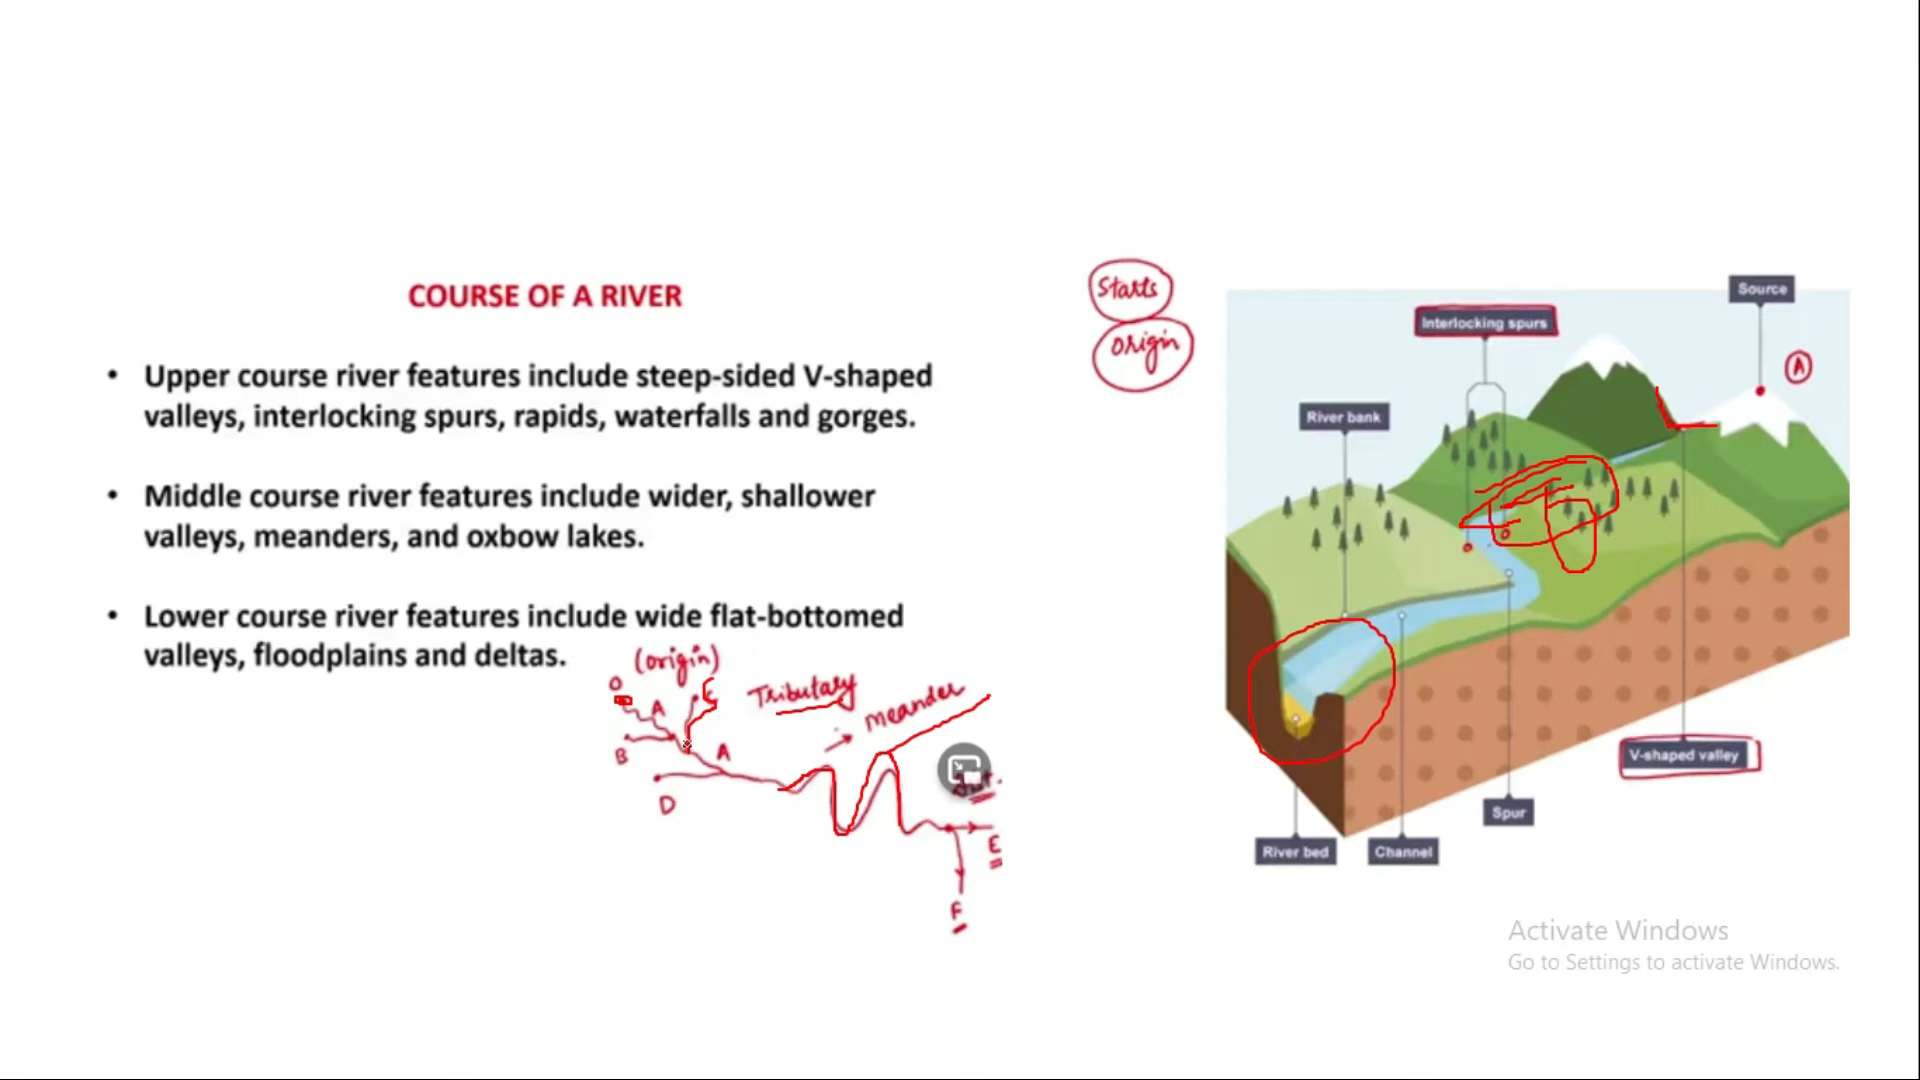 COURSE OF A RIVER
• Upper course river features include steep-sided V-shaped
valleys, interlocking spurs, rapids, waterfalls and gorges.
• Middle course river features include wider, shallower
valleys, meanders, and oxbow lakes.
• Lower course river features include wide flat-bottomed
valleys, floodplains and deltas.
(origin)
O
A
B
A
D
Tributary
meander
E
F
Starts
origin
Source
Interlocking spurs
A
River bank
V-shaped valley
Spur
River bed
Channel
Activate Windows
Go to Settings to activate Windows.